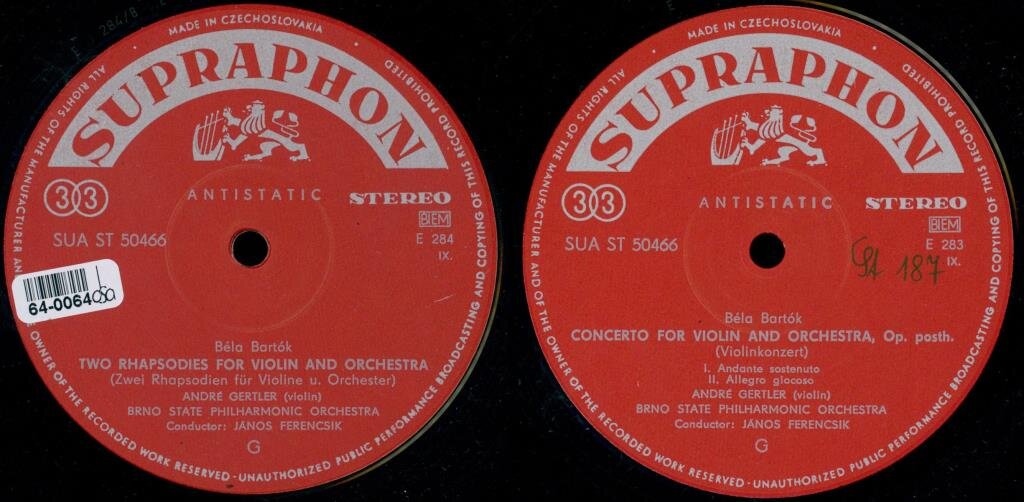 MADE IN CZECHOSLOVAKIA
ALL RIGHTS OF THE MANUFACTURER AND OF THE OWNER OF THE RECORDED WORK RESERVED - UNAUTHORIZED PUBLIC PERFORMANCE BROADCASTING AND COPYING OF THIS RECORD PROHIBITED
SUPRAPHON
33
ANTISTATIC
STEREO
BIEM
SUA ST 50466
E 284
IX.
64-0064
Béla Bartók
TWO RHAPSODIES FOR VIOLIN AND ORCHESTRA
(Zwei Rhapsodien für Violine u. Orchester)
ANDRÉ GERTLER (violin)
BRNO STATE PHILHARMONIC ORCHESTRA
Conductor: JÁNOS FERENCSIK
G
MADE IN CZECHOSLOVAKIA
ALL RIGHTS OF THE MANUFACTURER AND OF THE OWNER OF THE RECORDED WORK RESERVED - UNAUTHORIZED PUBLIC PERFORMANCE BROADCASTING AND COPYING OF THIS RECORD PROHIBITED
SUPRAPHON
33
ANTISTATIC
STEREO
BIEM
SUA ST 50466
E 283
IX.
St 187
Béla Bartók
CONCERTO FOR VIOLIN AND ORCHESTRA, Op. posth.
(Violinkonzert)
I. Andante sostenuto
II. Allegro giocoso
ANDRÉ GERTLER (violin)
BRNO STATE PHILHARMONIC ORCHESTRA
Conductor: JÁNOS FERENCSIK
G